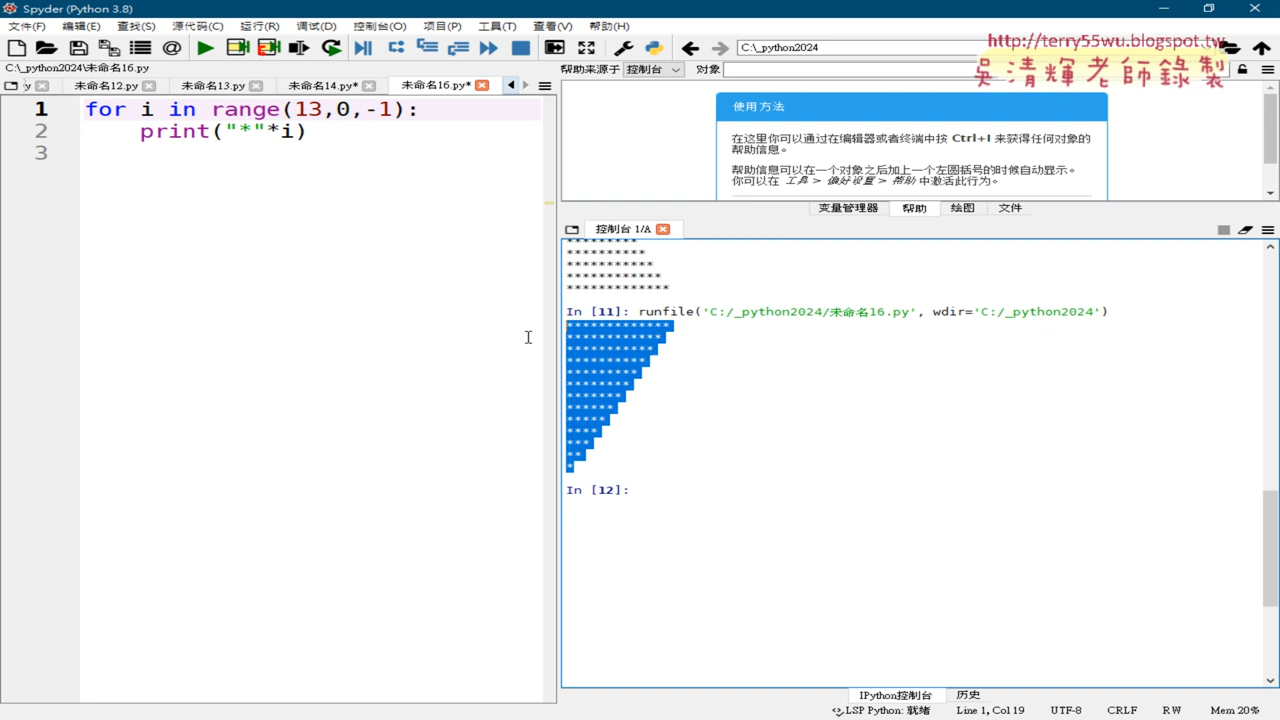 Spyder (Python 3.8)
文件(F) 编辑(E) 查找(S) 源代码(C) 运行(R) 调试(D) 控制台(O) 项目(P) 工具(T) 查看(V) 帮助(H)
C:\_python2024
http://terry55wu.blogspot.tw
吳清輝老師錄製
C:\_python2024\未命名16.py
帮助来源于 控制台 对象
y 未命名12.py 未命名13.py 未命名14.py* 未命名16.py*
1 for i in range(13,0,-1):
2 print("*"*i)
3
使用方法
在这里你可以通过在编辑器或者终端中按 Ctrl+I 来获得任何对象的
帮助信息。
帮助信息可以在一个对象之后加上一个左圆括号的时候自动显示。
你可以在 工具 > 偏好设置 > 帮助 中激活此行为。
变量管理器 帮助 绘图 文件
控制台 1/A
*********
**********
***********
************
*************
In [11]: runfile('C:/_python2024/未命名16.py', wdir='C:/_python2024')
*************
************
***********
**********
*********
********
*******
******
*****
****
***
**
*
In [12]:
IPython控制台 历史
LSP Python: 就绪 Line 1, Col 19 UTF-8 CRLF RW Mem 20%